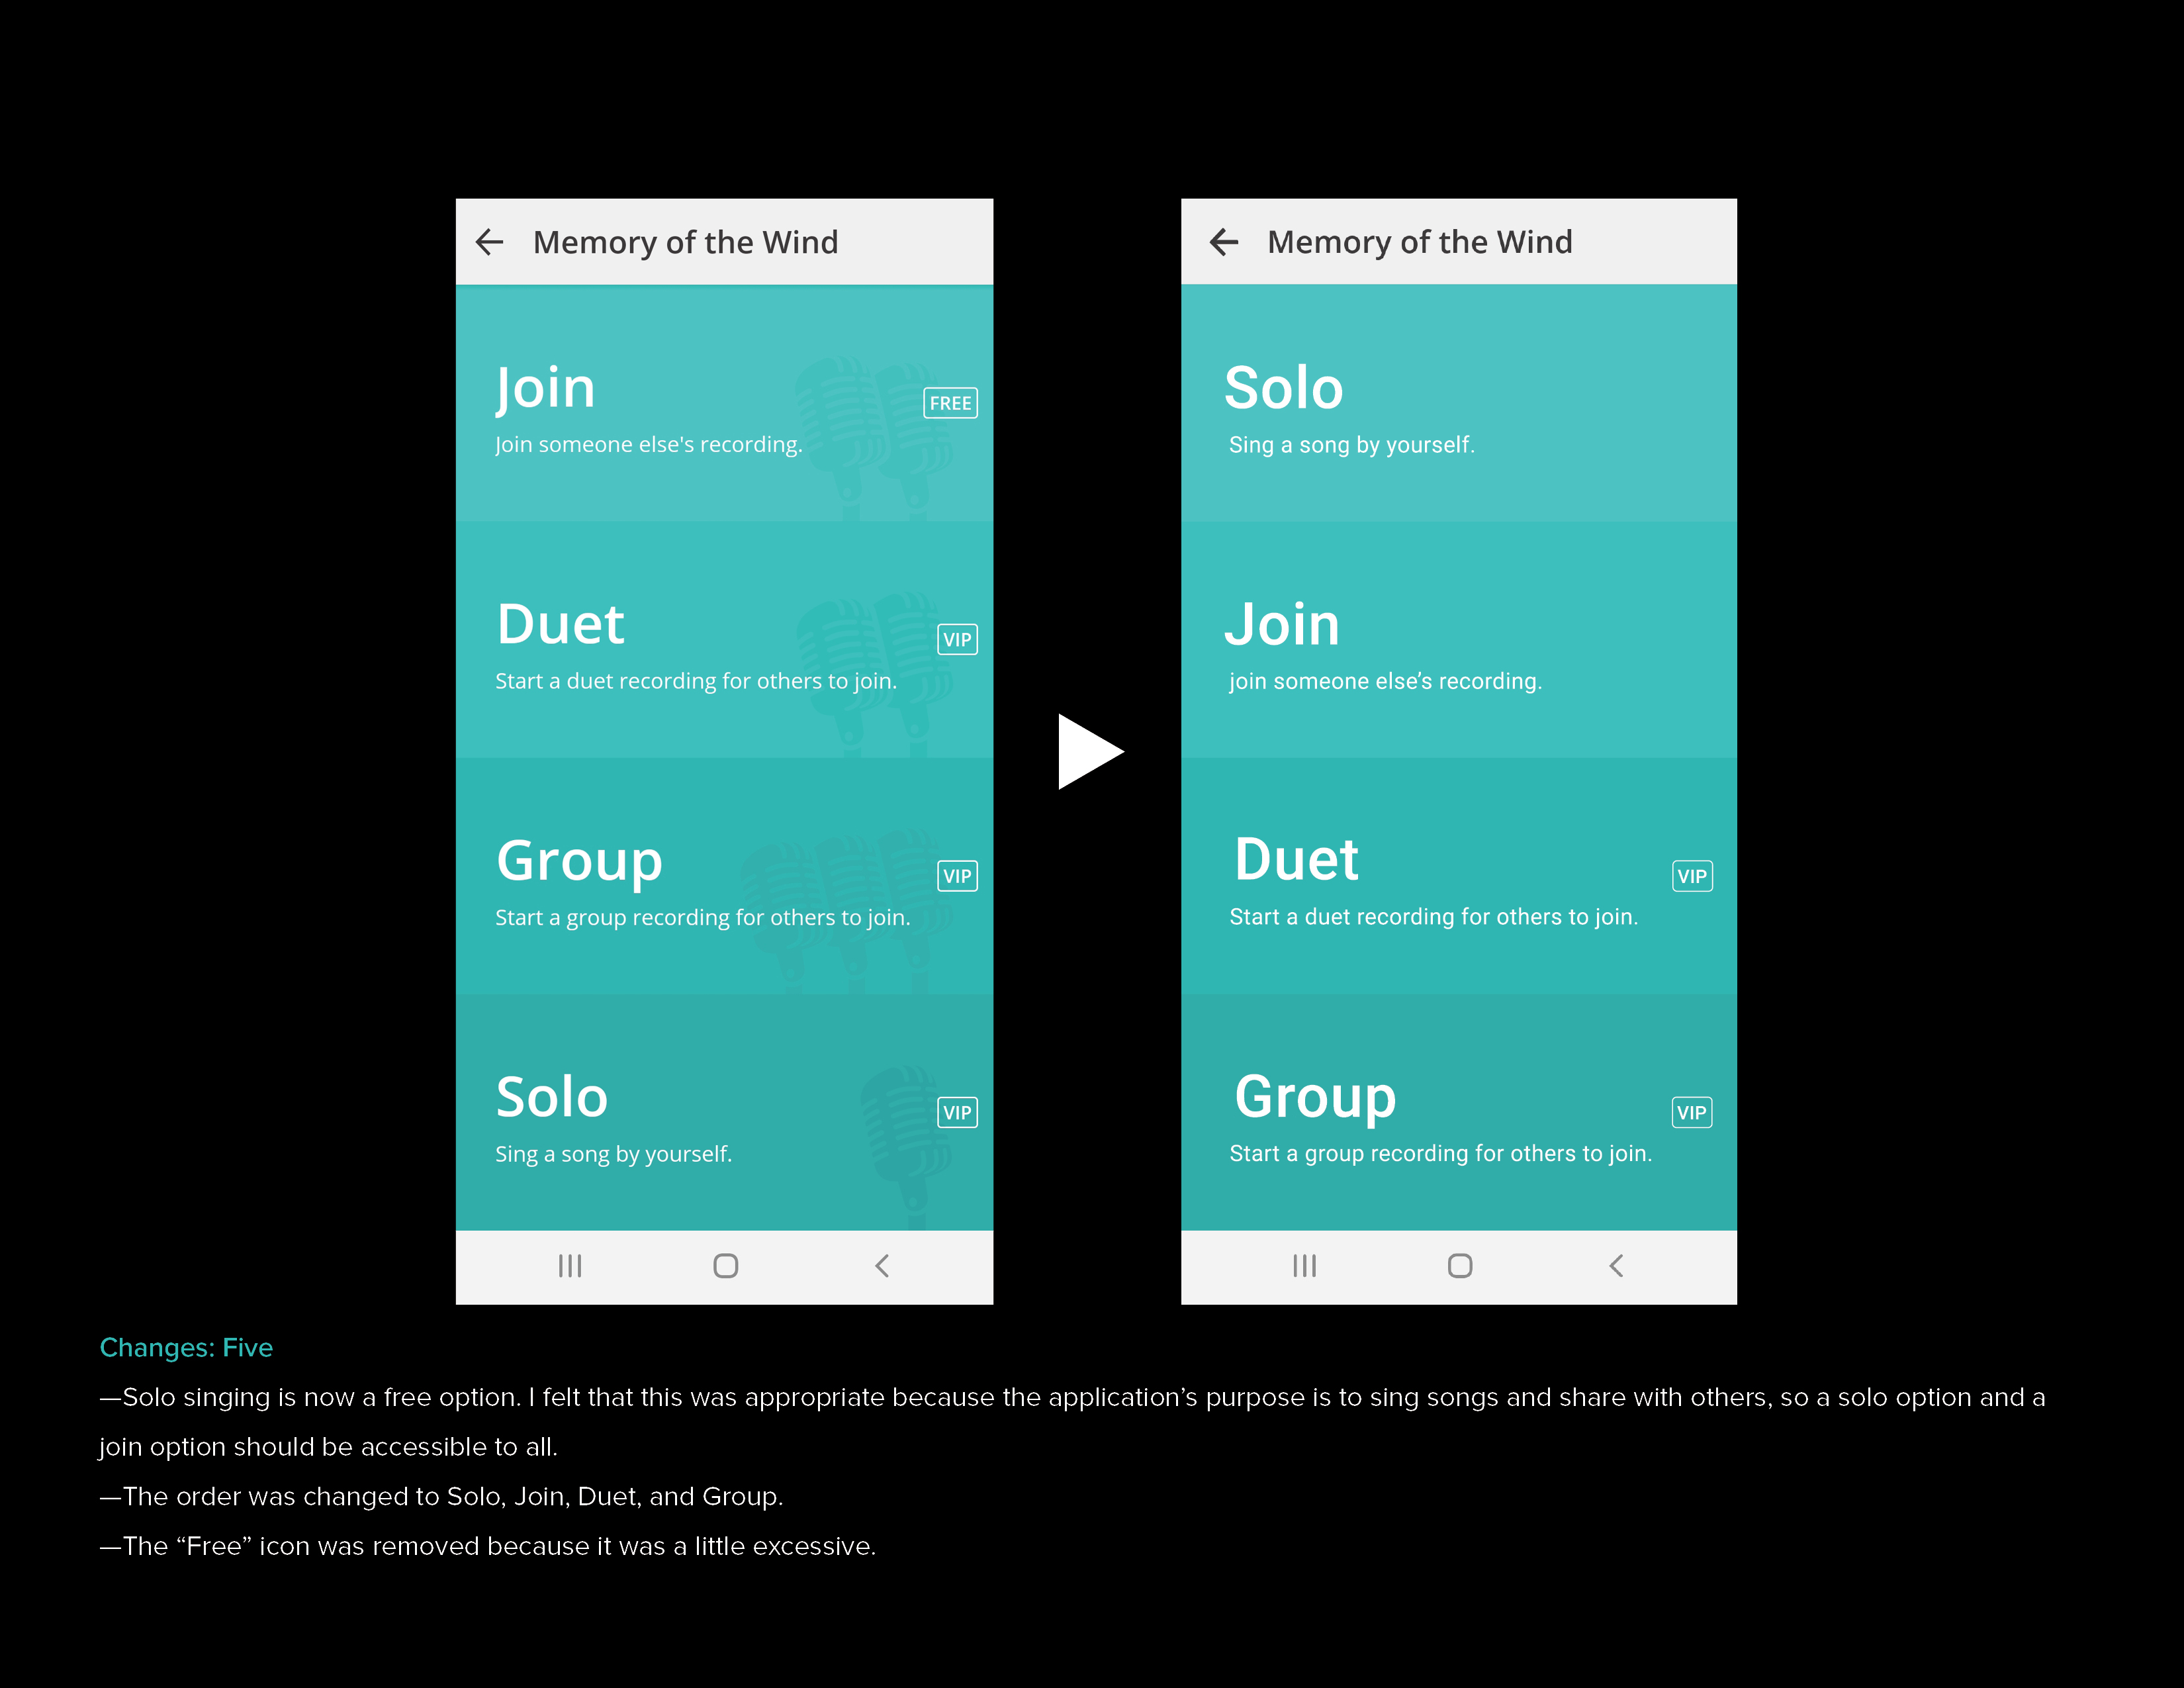 Memory of the Wind
Join
FREE
Join someone else's recording.
Duet
VIP
Start a duet recording for others to join.
Group
VIP
Start a group recording for others to join.
Solo
VIP
Sing a song by yourself.
Memory of the Wind
Solo
Sing a song by yourself.
Join
join someone else’s recording.
Duet
VIP
Start a duet recording for others to join.
Group
VIP
Start a group recording for others to join.
Changes: Five
—Solo singing is now a free option. I felt that this was appropriate because the application’s purpose is to sing songs and share with others, so a solo option and a
join option should be accessible to all.
—The order was changed to Solo, Join, Duet, and Group.
—The “Free” icon was removed because it was a little excessive.